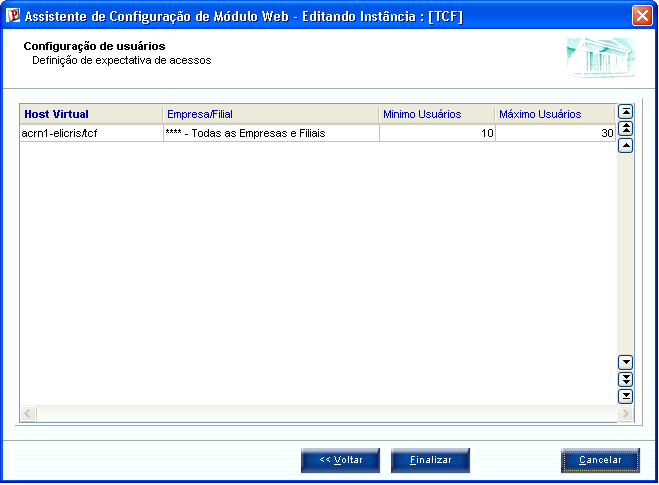 Assistente de Configuração de Módulo Web - Editando Instância : [TCF]
Configuração de usuários
Definição de expectativa de acessos
Host Virtual Empresa/Filial Minimo Usuários Máximo Usuários
acrn1-elicris/tcf **** - Todas as Empresas e Filiais 10 30
<< Voltar Finalizar Cancelar